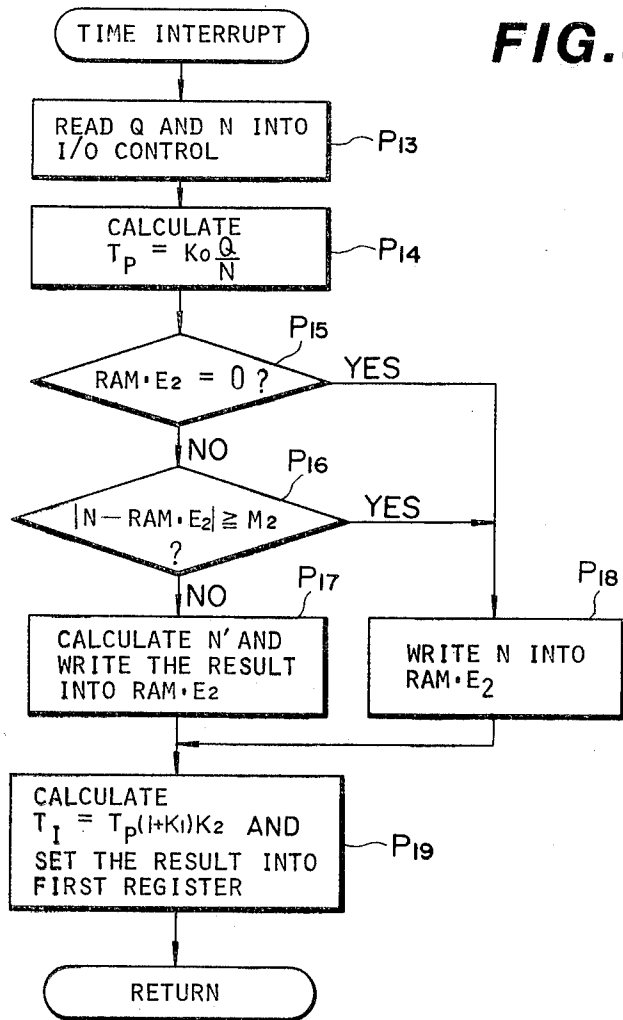 TIME INTERRUPT
FIG.
READ Q AND N INTO
I/O CONTROL
P13
CALCULATE
TP = K0 Q/N
P14
P15
RAM·E2 = 0 ?
YES
NO
P16
|N−RAM·E2| ≧ M2
?
YES
NO
P17
P18
CALCULATE N′ AND
WRITE THE RESULT
INTO RAM·E2
WRITE N INTO
RAM·E2
CALCULATE
TI = TP(1+K1)K2 AND
SET THE RESULT INTO
FIRST REGISTER
P19
RETURN